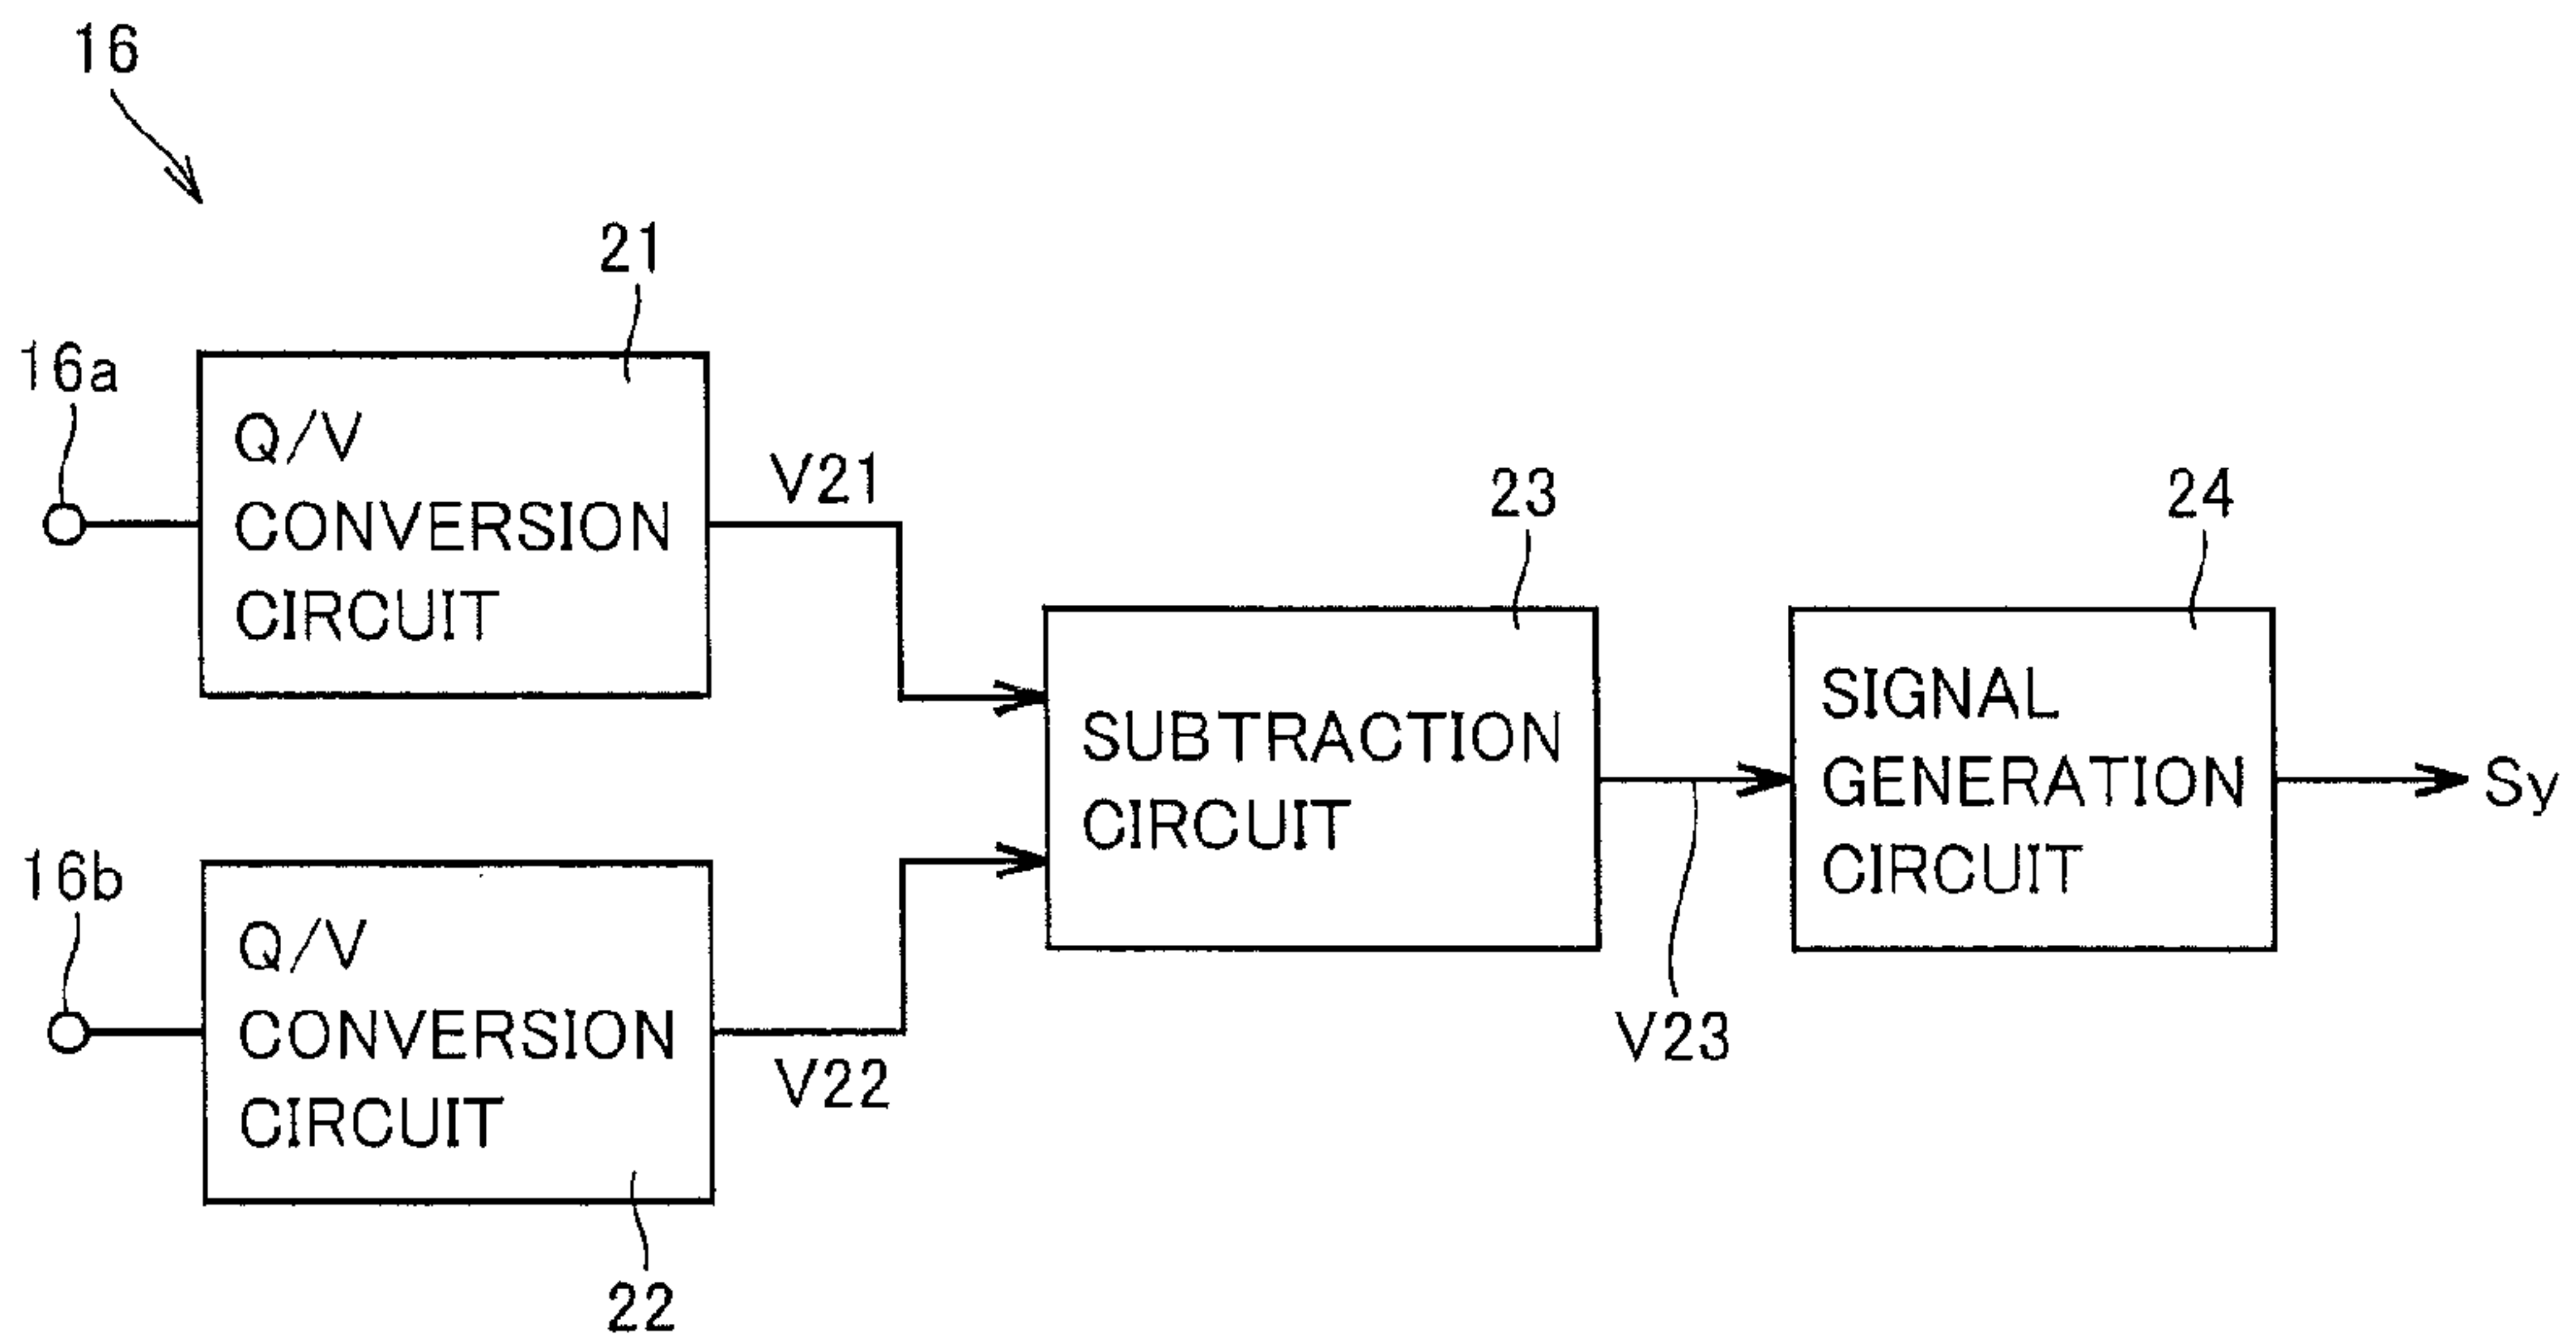 16
21
16a
Q/V
CONVERSION
CIRCUIT
V21
23
24
SUBTRACTION
CIRCUIT
SIGNAL
GENERATION
CIRCUIT
Sy
16b
Q/V
CONVERSION
CIRCUIT
V22
V23
22